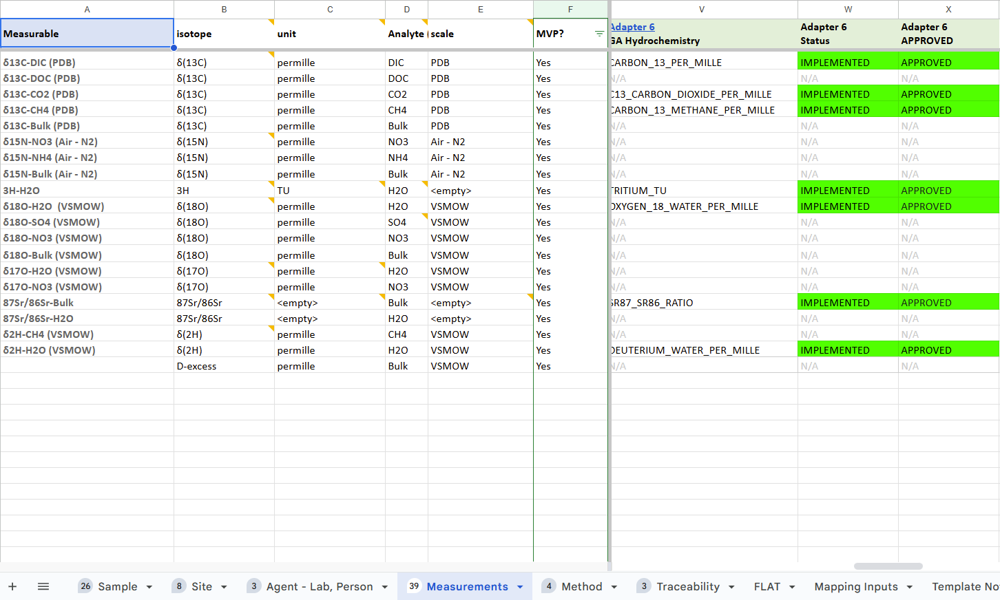 A B C D E F V W X
Measurable isotope unit Analyte scale MVP? Adapter 6 GA Hydrochemistry Adapter 6 Status Adapter 6 APPROVED
δ13C-DIC (PDB) δ(13C) permille DIC PDB Yes CARBON_13_PER_MILLE IMPLEMENTED APPROVED
δ13C-DOC (PDB) δ(13C) permille DOC PDB Yes N/A N/A N/A
δ13C-CO2 (PDB) δ(13C) permille CO2 PDB Yes C13_CARBON_DIOXIDE_PER_MILLE IMPLEMENTED APPROVED
δ13C-CH4 (PDB) δ(13C) permille CH4 PDB Yes CARBON_13_METHANE_PER_MILLE IMPLEMENTED APPROVED
δ13C-Bulk (PDB) δ(13C) permille Bulk PDB Yes N/A N/A N/A
δ15N-NO3 (Air - N2) δ(15N) permille NO3 Air - N2 Yes N/A N/A N/A
δ15N-NH4 (Air - N2) δ(15N) permille NH4 Air - N2 Yes N/A N/A N/A
δ15N-Bulk (Air - N2) δ(15N) permille Bulk Air - N2 Yes N/A N/A N/A
3H-H2O 3H TU H2O <empty> Yes TRITIUM_TU IMPLEMENTED APPROVED
δ18O-H2O (VSMOW) δ(18O) permille H2O VSMOW Yes OXYGEN_18_WATER_PER_MILLE IMPLEMENTED APPROVED
δ18O-SO4 (VSMOW) δ(18O) permille SO4 VSMOW Yes N/A N/A N/A
δ18O-NO3 (VSMOW) δ(18O) permille NO3 VSMOW Yes N/A N/A N/A
δ18O-Bulk (VSMOW) δ(18O) permille Bulk VSMOW Yes N/A N/A N/A
δ17O-H2O (VSMOW) δ(17O) permille H2O VSMOW Yes N/A N/A N/A
δ17O-NO3 (VSMOW) δ(17O) permille NO3 VSMOW Yes N/A N/A N/A
87Sr/86Sr-Bulk 87Sr/86Sr <empty> Bulk <empty> Yes SR87_SR86_RATIO IMPLEMENTED APPROVED
87Sr/86Sr-H2O 87Sr/86Sr <empty> H2O <empty> Yes N/A N/A N/A
δ2H-CH4 (VSMOW) δ(2H) permille CH4 VSMOW Yes N/A N/A N/A
δ2H-H2O (VSMOW) δ(2H) permille H2O VSMOW Yes DEUTERIUM_WATER_PER_MILLE IMPLEMENTED APPROVED
D-excess permille Bulk VSMOW Yes N/A N/A N/A
26 Sample 8 Site 3 Agent - Lab, Person 39 Measurements 4 Method 3 Traceability FLAT Mapping Inputs Template No